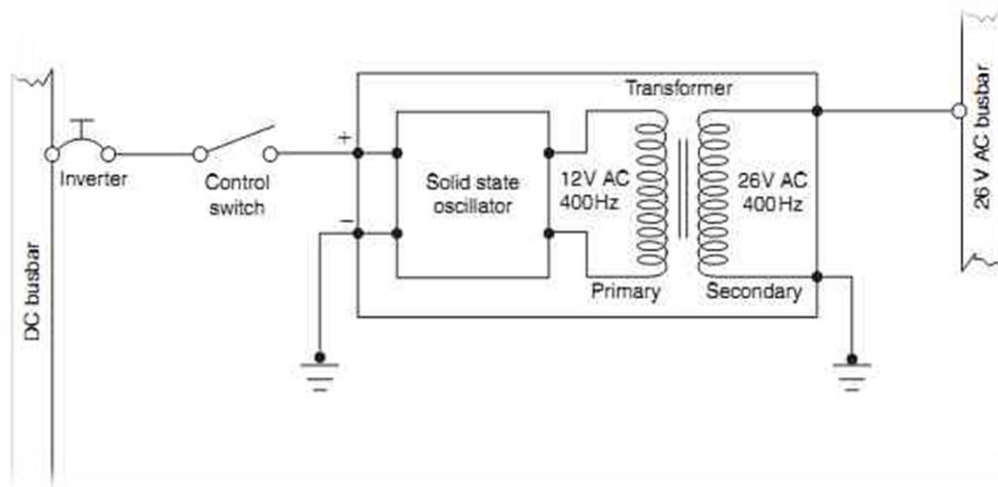 DC busbar
Inverter
Control
switch
+
−
Solid state
oscillator
12V AC
400Hz
Transformer
26V AC
400Hz
Primary
Secondary
26 V AC busbar